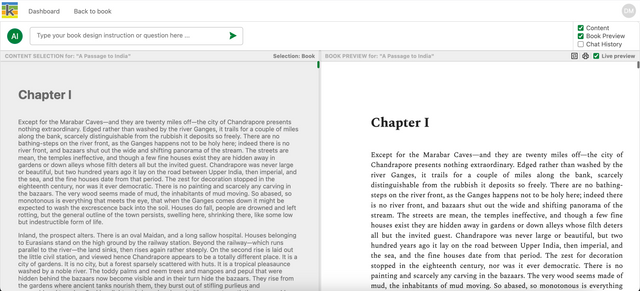 Dashboard
Back to book
DM
AI
Type your book design instruction or question here ...
Content
Book Preview
Chat History
CONTENT SELECTION for: "A Passage to India"
Selection: Book
BOOK PREVIEW for: "A Passage to India"
Live preview
Chapter I
Except for the Marabar Caves—and they are twenty miles off—the city of Chandrapore presents
nothing extraordinary. Edged rather than washed by the river Ganges, it trails for a couple of miles
along the bank, scarcely distinguishable from the rubbish it deposits so freely. There are no
bathing-steps on the river front, as the Ganges happens not to be holy here; indeed there is no
river front, and bazaars shut out the wide and shifting panorama of the stream. The streets are
mean, the temples ineffective, and though a few fine houses exist they are hidden away in
gardens or down alleys whose filth deters all but the invited guest. Chandrapore was never large
or beautiful, but two hundred years ago it lay on the road between Upper India, then imperial, and
the sea, and the fine houses date from that period. The zest for decoration stopped in the
eighteenth century, nor was it ever democratic. There is no painting and scarcely any carving in
the bazaars. The very wood seems made of mud, the inhabitants of mud moving. So abased, so
monotonous is everything that meets the eye, that when the Ganges comes down it might be
expected to wash the excrescence back into the soil. Houses do fall, people are drowned and left
rotting, but the general outline of the town persists, swelling here, shrinking there, like some low
but indestructible form of life.
Inland, the prospect alters. There is an oval Maidan, and a long sallow hospital. Houses belonging
to Eurasians stand on the high ground by the railway station. Beyond the railway—which runs
parallel to the river—the land sinks, then rises again rather steeply. On the second rise is laid out
the little civil station, and viewed hence Chandrapore appears to be a totally different place. It is a
city of gardens. It is no city, but a forest sparsely scattered with huts. It is a tropical pleasaunce
washed by a noble river. The toddy palms and neem trees and mangoes and pepul that were
hidden behind the bazaars now become visible and in their turn hide the bazaars. They rise from
the gardens where ancient tanks nourish them, they burst out of stifling purlieus and
Chapter I
Except for the Marabar Caves—and they are twenty miles off—the city of
Chandrapore presents nothing extraordinary. Edged rather than washed by the
river Ganges, it trails for a couple of miles along the bank, scarcely
distinguishable from the rubbish it deposits so freely. There are no bathing-
steps on the river front, as the Ganges happens not to be holy here; indeed there
is no river front, and bazaars shut out the wide and shifting panorama of the
stream. The streets are mean, the temples ineffective, and though a few fine
houses exist they are hidden away in gardens or down alleys whose filth deters
all but the invited guest. Chandrapore was never large or beautiful, but two
hundred years ago it lay on the road between Upper India, then imperial, and
the sea, and the fine houses date from that period. The zest for decoration
stopped in the eighteenth century, nor was it ever democratic. There is no
painting and scarcely any carving in the bazaars. The very wood seems made of
mud, the inhabitants of mud moving. So abased, so monotonous is everything